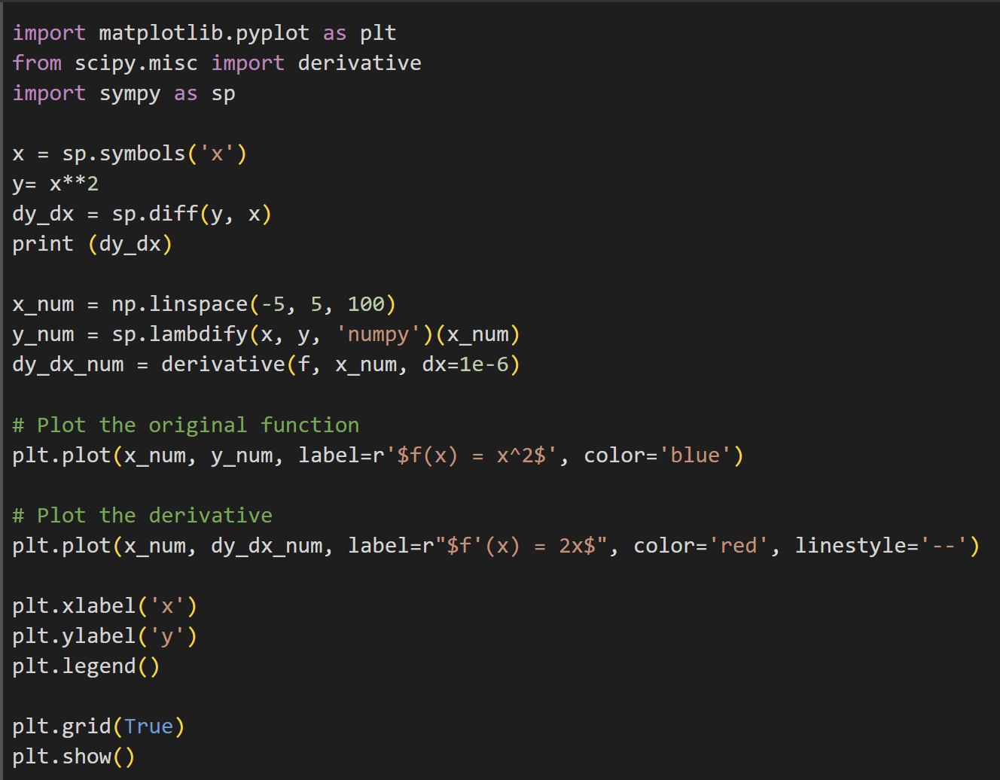 import matplotlib.pyplot as plt
from scipy.misc import derivative
import sympy as sp
x = sp.symbols('x')
y= x**2
dy_dx = sp.diff(y, x)
print (dy_dx)
x_num = np.linspace(-5, 5, 100)
y_num = sp.lambdify(x, y, 'numpy')(x_num)
dy_dx_num = derivative(f, x_num, dx=1e-6)
# Plot the original function
plt.plot(x_num, y_num, label=r'$f(x) = x^2$', color='blue')
# Plot the derivative
plt.plot(x_num, dy_dx_num, label=r"$f'(x) = 2x$", color='red', linestyle='--')
plt.xlabel('x')
plt.ylabel('y')
plt.legend()
plt.grid(True)
plt.show()